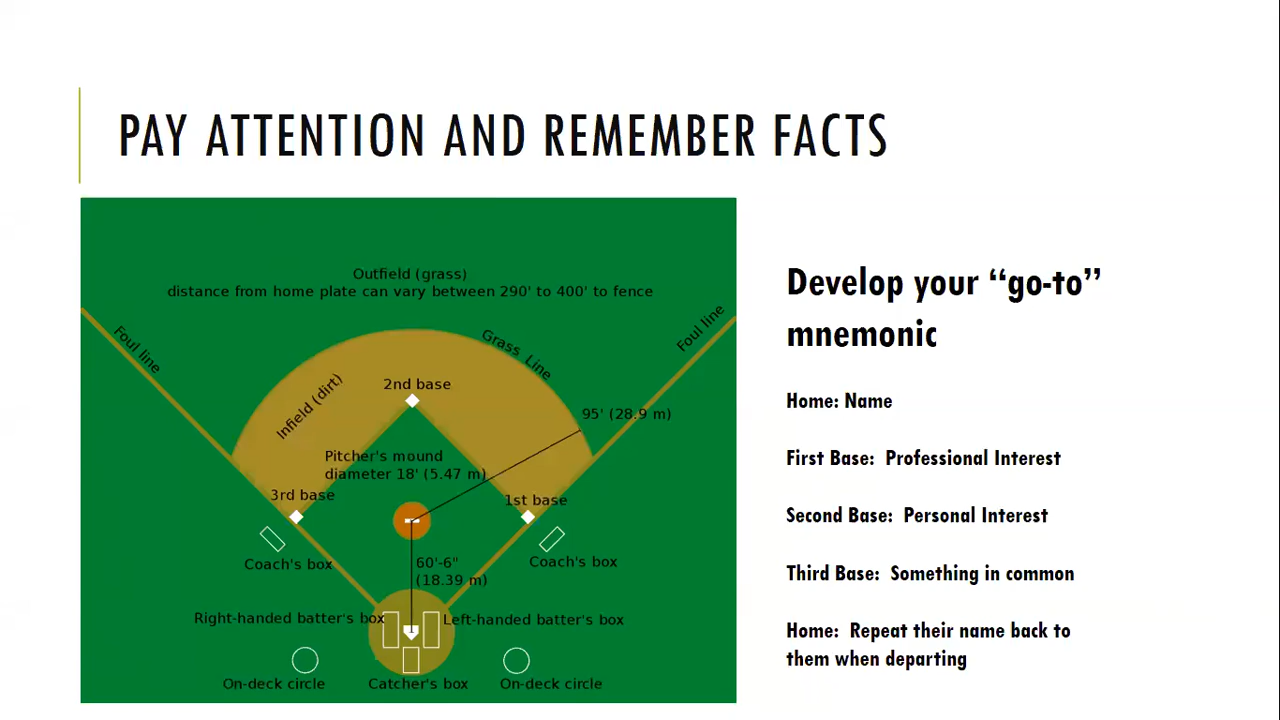 PAY ATTENTION AND REMEMBER FACTS
Outfield (grass)
distance from home plate can vary between 290' to 400' to fence
Foul line
Foul line
Grass Line
Infield (dirt)
2nd base
95' (28.9 m)
Pitcher's mound
diameter 18' (5.47 m)
3rd base
1st base
Coach's box
Coach's box
60'-6"
(18.39 m)
Right-handed batter's box
Left-handed batter's box
On-deck circle
Catcher's box
On-deck circle
Develop your “go-to”
mnemonic
Home: Name
First Base:  Professional Interest
Second Base:  Personal Interest
Third Base:  Something in common
Home:  Repeat their name back to
them when departing